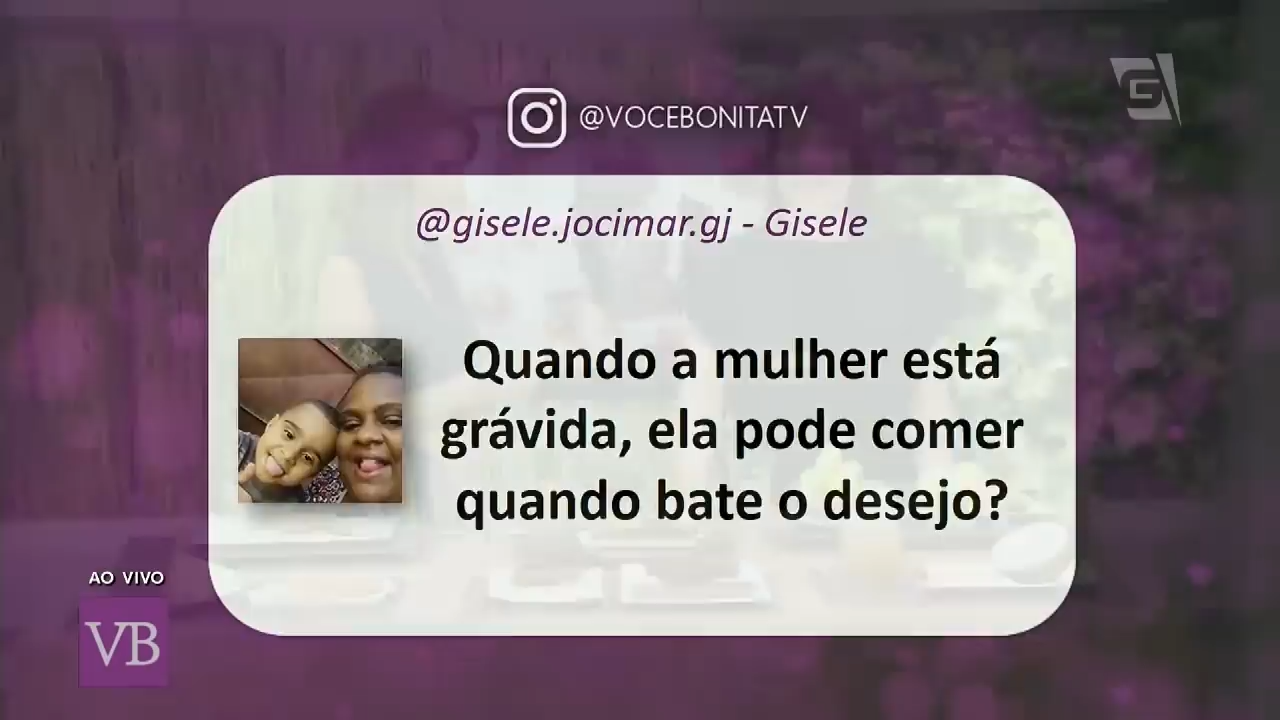 @VOCEBONITATV
@gisele.jocimar.gj - Gisele
Quando a mulher está
grávida, ela pode comer
quando bate o desejo?
AO VIVO
VB